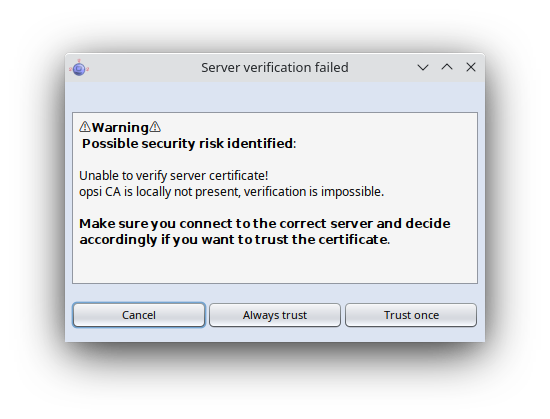 Server verification failed
⚠Warning⚠
Possible security risk identified:
Unable to verify server certificate!
opsi CA is locally not present, verification is impossible.
Make sure you connect to the correct server and decide
accordingly if you want to trust the certificate.
Cancel
Always trust
Trust once